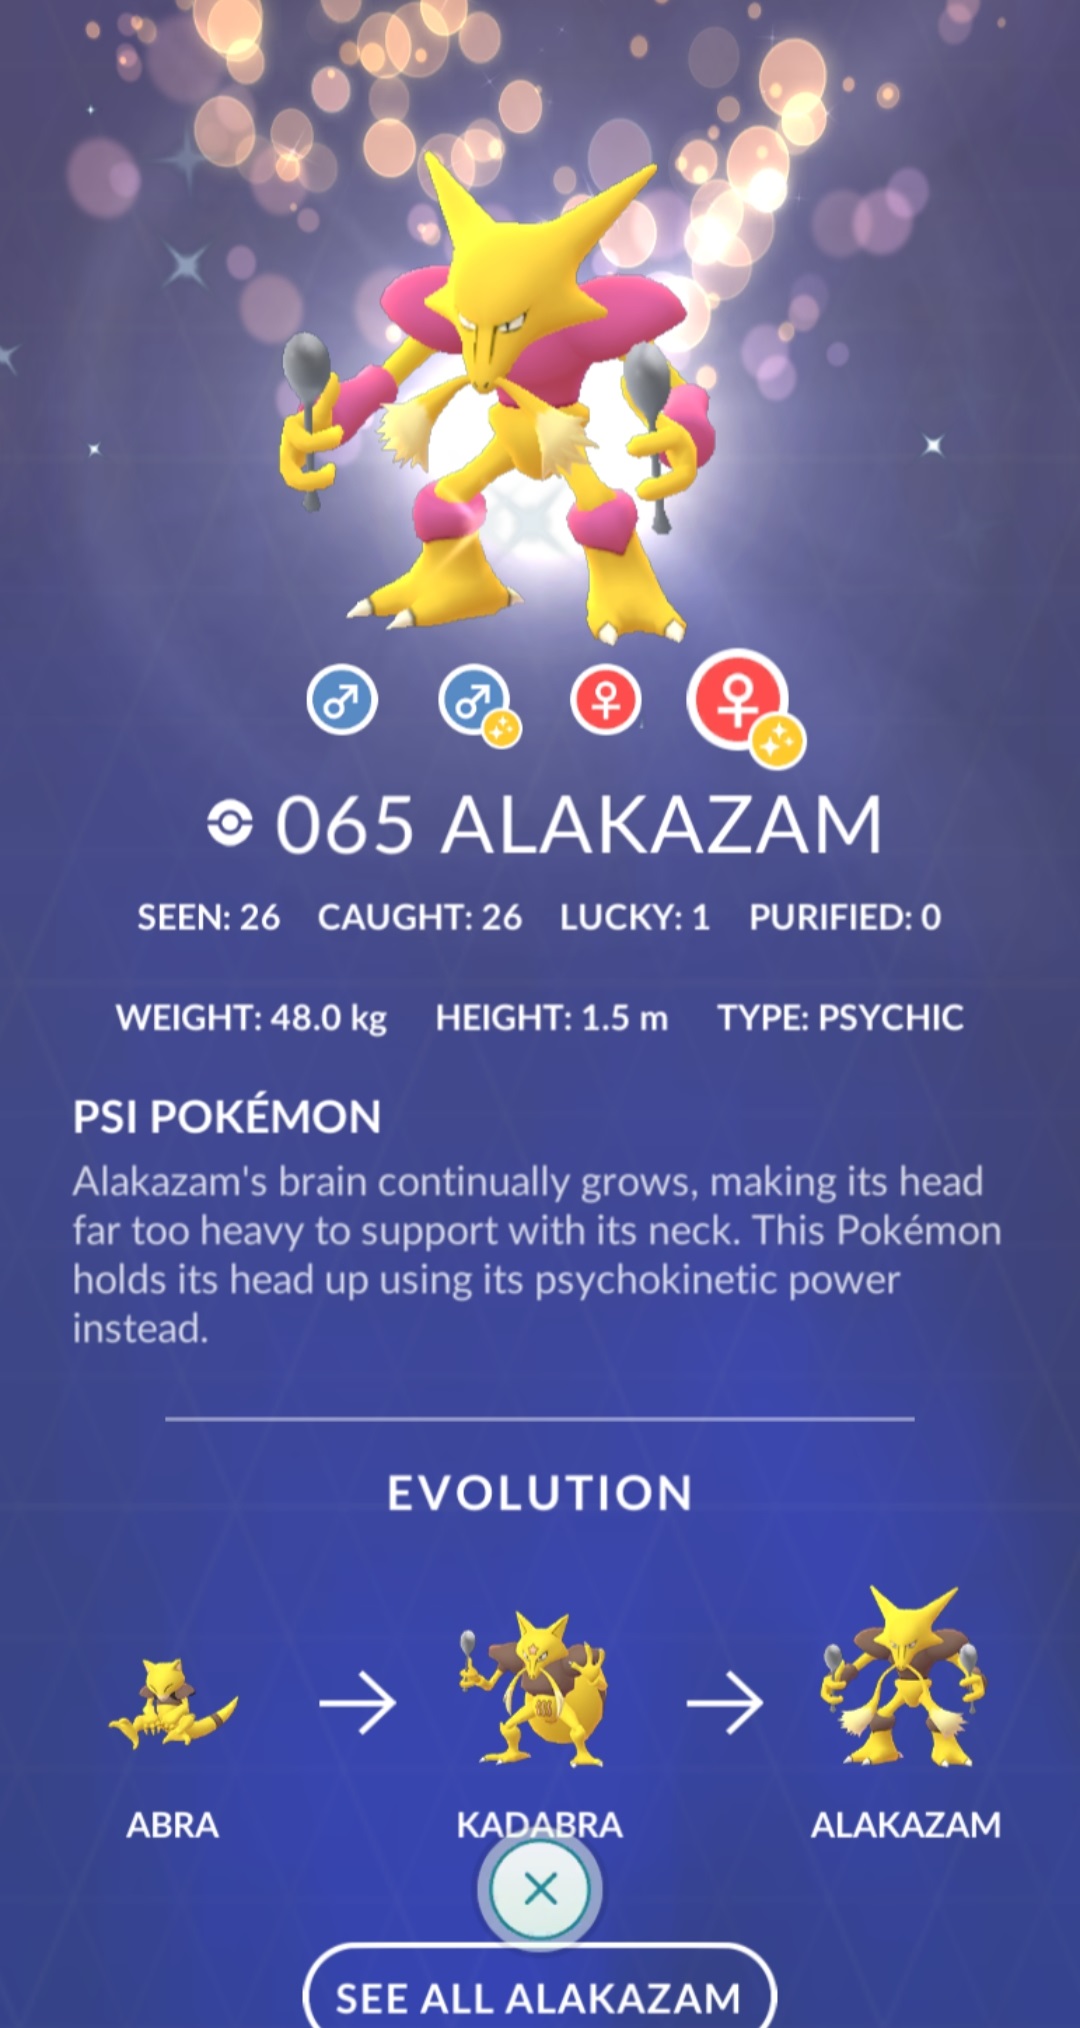 065 ALAKAZAM
SEEN: 26 CAUGHT: 26 LUCKY: 1 PURIFIED: 0
WEIGHT: 48.0 kg HEIGHT: 1.5 m TYPE: PSYCHIC
PSI POKÉMON
Alakazam's brain continually grows, making its head
far too heavy to support with its neck. This Pokémon
holds its head up using its psychokinetic power
instead.
EVOLUTION
ABRA KADABRA ALAKAZAM
SEE ALL ALAKAZAM